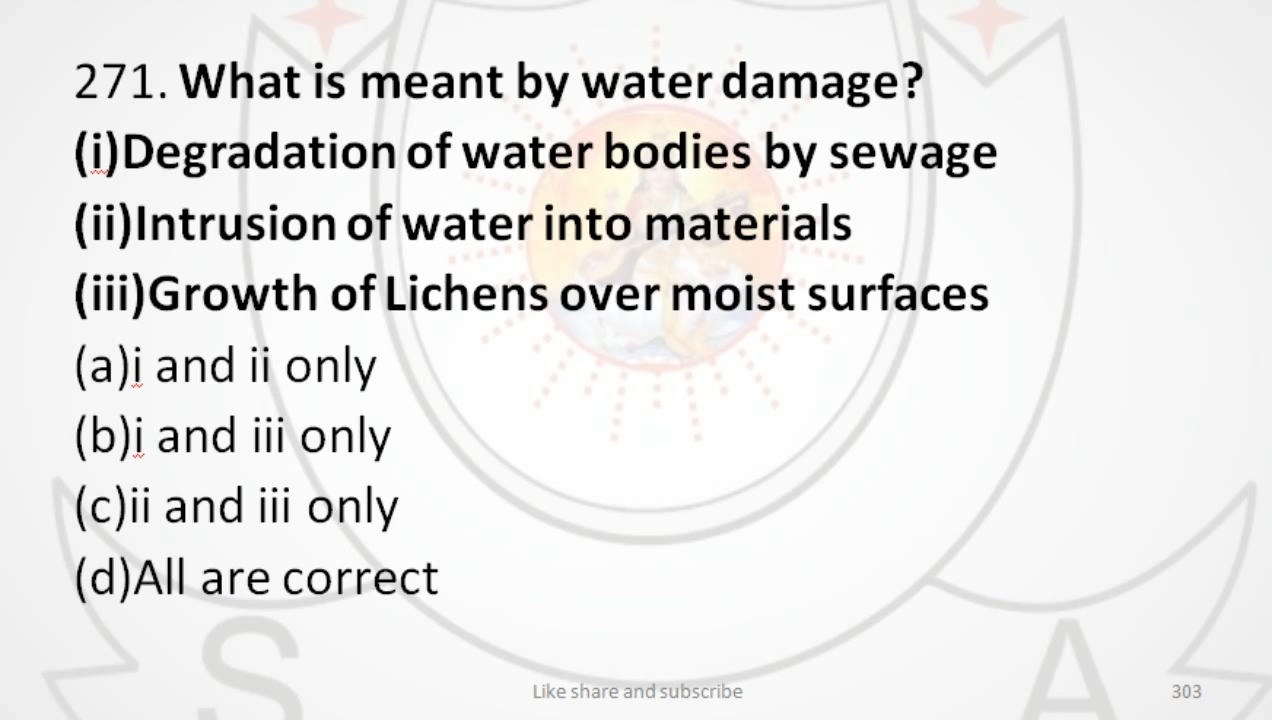 271. What is meant by water damage?
(i)Degradation of water bodies by sewage
(ii)Intrusion of water into materials
(iii)Growth of Lichens over moist surfaces
(a)i and ii only
(b)i and iii only
(c)ii and iii only
(d)All are correct
S A
Like share and subscribe 303